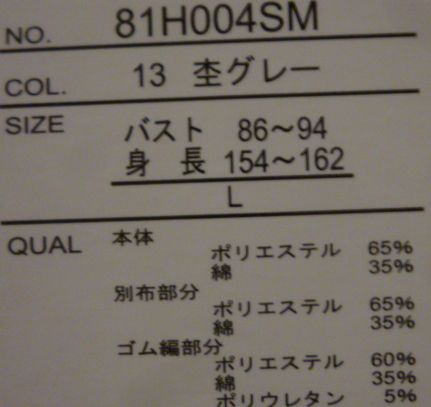 NO. 81H004SM
COL. 13 杢グレー
SIZE バスト 86〜94
身 長 154〜162
L
QUAL 本体
ポリエステル 65%
綿 35%
別布部分
ポリエステル 65%
綿 35%
ゴム編部分
ポリエステル 60%
綿 35%
ポリウレタン 5%